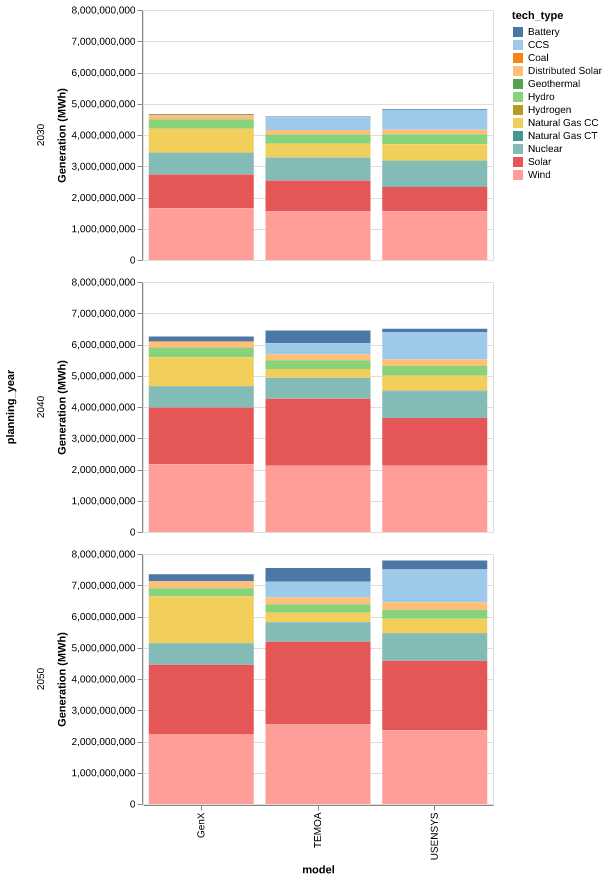 tech_type
Battery
CCS
Coal
Distributed Solar
Geothermal
Hydro
Hydrogen
Natural Gas CC
Natural Gas CT
Nuclear
Solar
Wind
planning_year
2030
Generation (MWh)
8,000,000,000
7,000,000,000
6,000,000,000
5,000,000,000
4,000,000,000
3,000,000,000
2,000,000,000
1,000,000,000
0
2040
Generation (MWh)
8,000,000,000
7,000,000,000
6,000,000,000
5,000,000,000
4,000,000,000
3,000,000,000
2,000,000,000
1,000,000,000
0
2050
Generation (MWh)
8,000,000,000
7,000,000,000
6,000,000,000
5,000,000,000
4,000,000,000
3,000,000,000
2,000,000,000
1,000,000,000
0
GenX
TEMOA
USENSYS
model